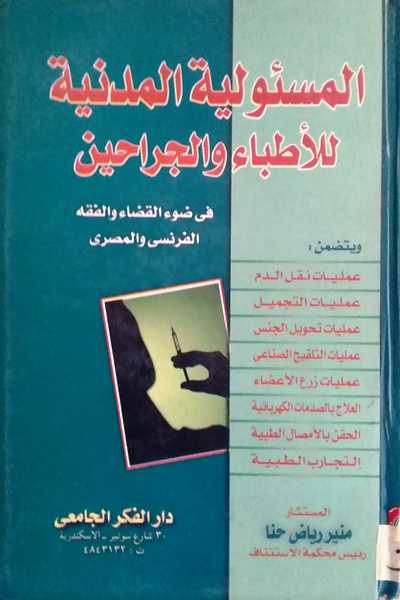 المسئولية المدنية
للأطباء والجراحين
فى ضوء القضاء والفقه
الفرنسى والمصرى
ويتضمن :
عمليات نقل الدم
عمليات التجميل
عمليات تحويل الجنس
عمليات التلقيح الصناعى
عمليات زرع الأعضاء
العلاج بالصدمات الكهربائية
الحقن بالأمصال الطبية
التجارب الطبية
المستشار
منير رياض حنا
رئيس محكمة الاستئناف
دار الفكر الجامعى
٣٠ شارع سوتير - الاسكندرية
ت : ٤٨٤٣١٣٢